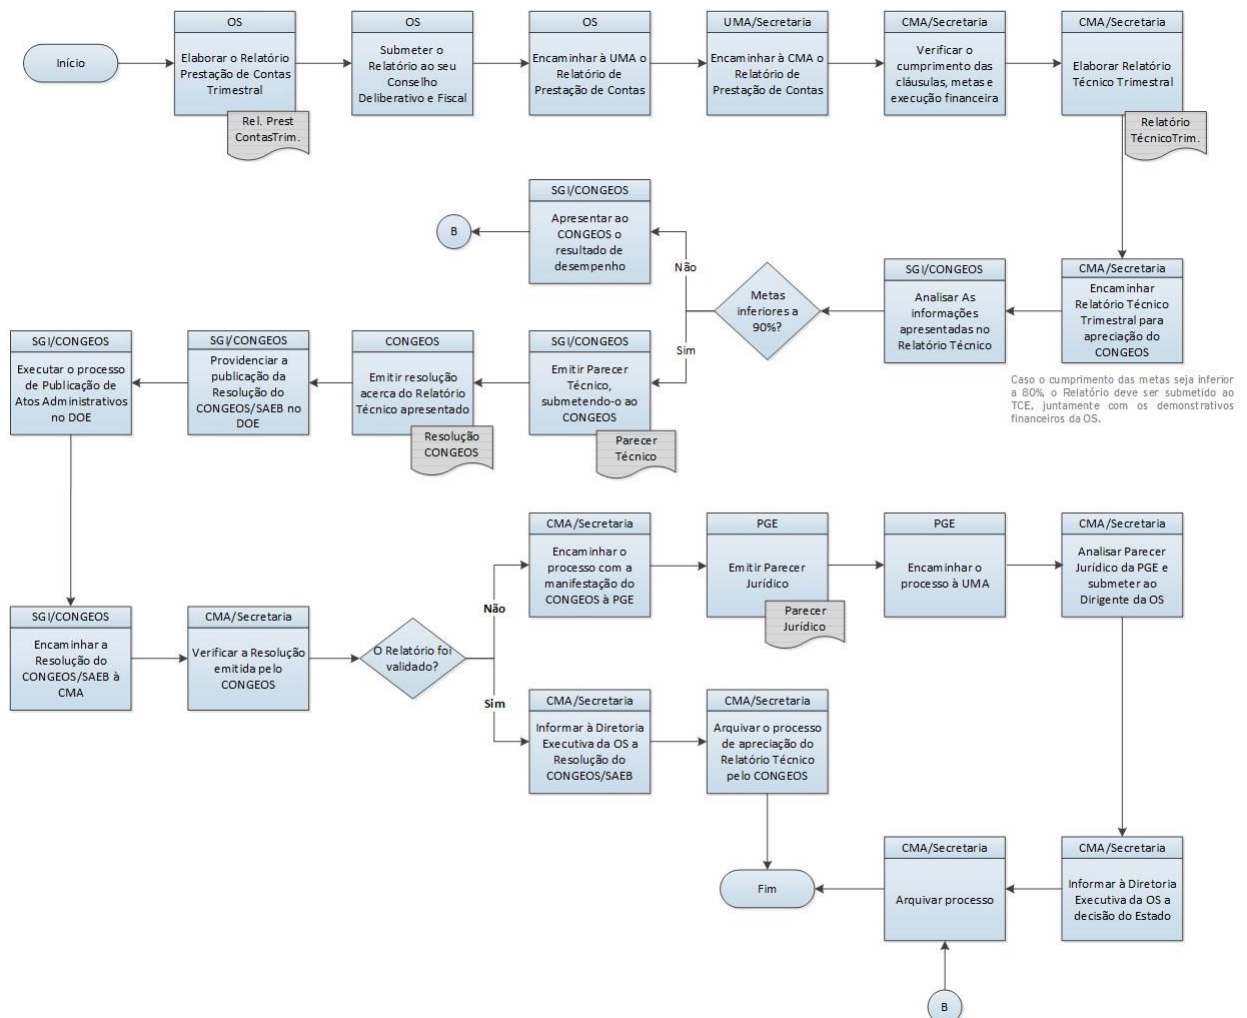 Início
OS
Elaborar o Relatório
Prestação de Contas
Trimestral
Rel. Prest
ContasTrim.
OS
Submeter o
Relatório ao seu
Conselho
Deliberativo e Fiscal
OS
Encaminhar à UMA o
Relatório de
Prestação de Contas
UMA/Secretaria
Encaminhar à CMA o
Relatório de
Prestação de Contas
CMA/Secretaria
Verificar o
cumprimento das
cláusulas, metas e
execução financeira
CMA/Secretaria
Elaborar Relatório
Técnico Trimestral
Relatório
TécnicoTrim.
CMA/Secretaria
Encaminhar
Relatório Técnico
Trimestral para
apreciação do
CONGEOS
Caso o cumprimento das metas seja inferior
a 80%, o Relatório deve ser submetido ao
TCE, juntamente com os demonstrativos
financeiros da OS.
SGI/CONGEOS
Analisar As
informações
apresentadas no
Relatório Técnico
Metas
inferiores a
90%?
Não
Sim
SGI/CONGEOS
Apresentar ao
CONGEOS o
resultado de
desempenho
B
SGI/CONGEOS
Emitir Parecer
Técnico,
submetendo-o ao
CONGEOS
Parecer
Técnico
CONGEOS
Emitir resolução
acerca do Relatório
Técnico apresentado
Resolução
CONGEOS
SGI/CONGEOS
Providenciar a
publicação da
Resolução do
CONGEOS/SAEB no
DOE
SGI/CONGEOS
Executar o processo
de Publicação de
Atos Administrativos
no DOE
SGI/CONGEOS
Encaminhar a
Resolução do
CONGEOS/SAEB à
CMA
CMA/Secretaria
Verificar a Resolução
emitida pelo
CONGEOS
O Relatório foi
validado?
Não
Sim
CMA/Secretaria
Encaminhar o
processo com a
manifestação do
CONGEOS à PGE
PGE
Emitir Parecer
Jurídico
Parecer
Jurídico
PGE
Encaminhar o
processo à UMA
CMA/Secretaria
Analisar Parecer
Jurídico da PGE e
submeter ao
Dirigente da OS
CMA/Secretaria
Informar à Diretoria
Executiva da OS a
Resolução do
CONGEOS/SAEB
CMA/Secretaria
Arquivar o processo
de apreciação do
Relatório Técnico
pelo CONGEOS
CMA/Secretaria
Informar à Diretoria
Executiva da OS a
decisão do Estado
CMA/Secretaria
Arquivar processo
Fim
B